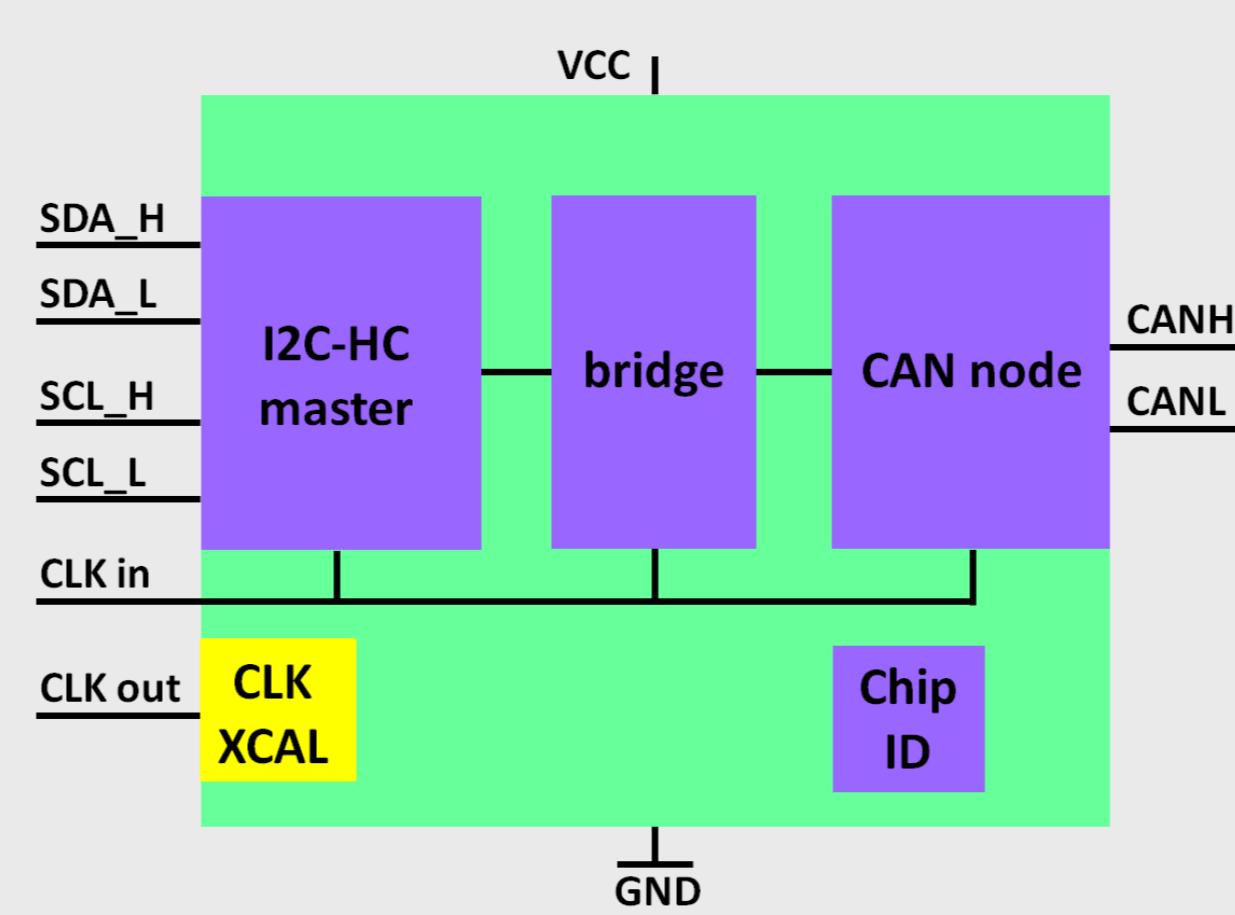 VCC
SDA_H
SDA_L
SCL_H
SCL_L
CLK in
CLK out
I2C-HC
master
bridge
CAN node
CANH
CANL
CLK
XCAL
Chip
ID
GND